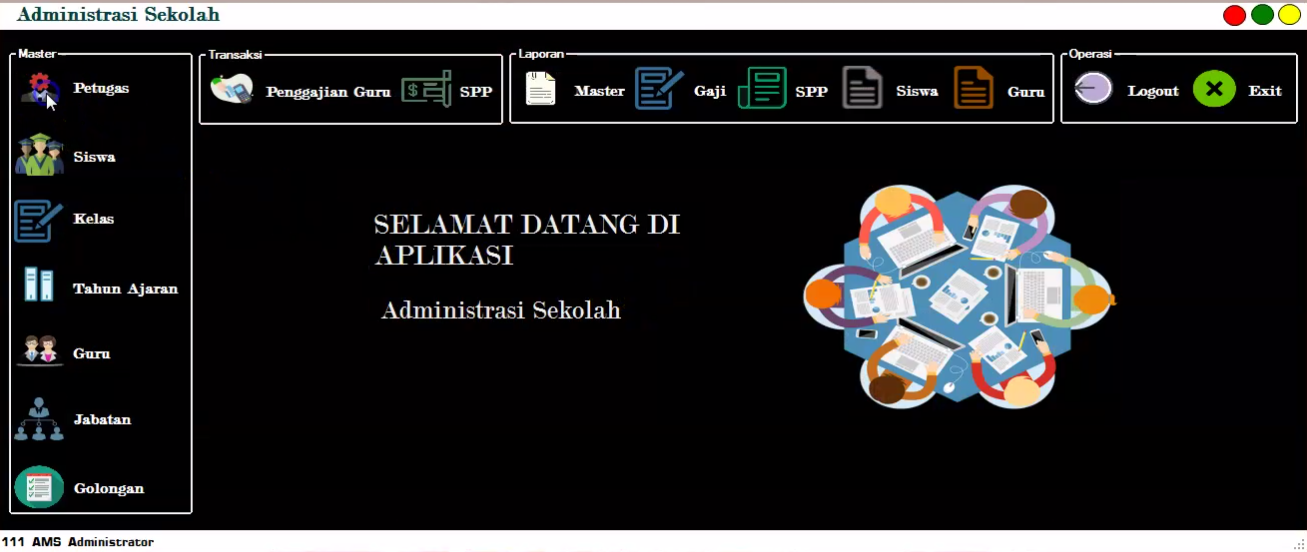 Administrasi Sekolah
Master
Petugas
Siswa
Kelas
Tahun Ajaran
Guru
Jabatan
Golongan
Transaksi
Penggajian Guru
SPP
Laporan
Master
Gaji
SPP
Siswa
Guru
Operasi
Logout
Exit
SELAMAT DATANG DI
APLIKASI
Administrasi Sekolah
111 AMS Administrator